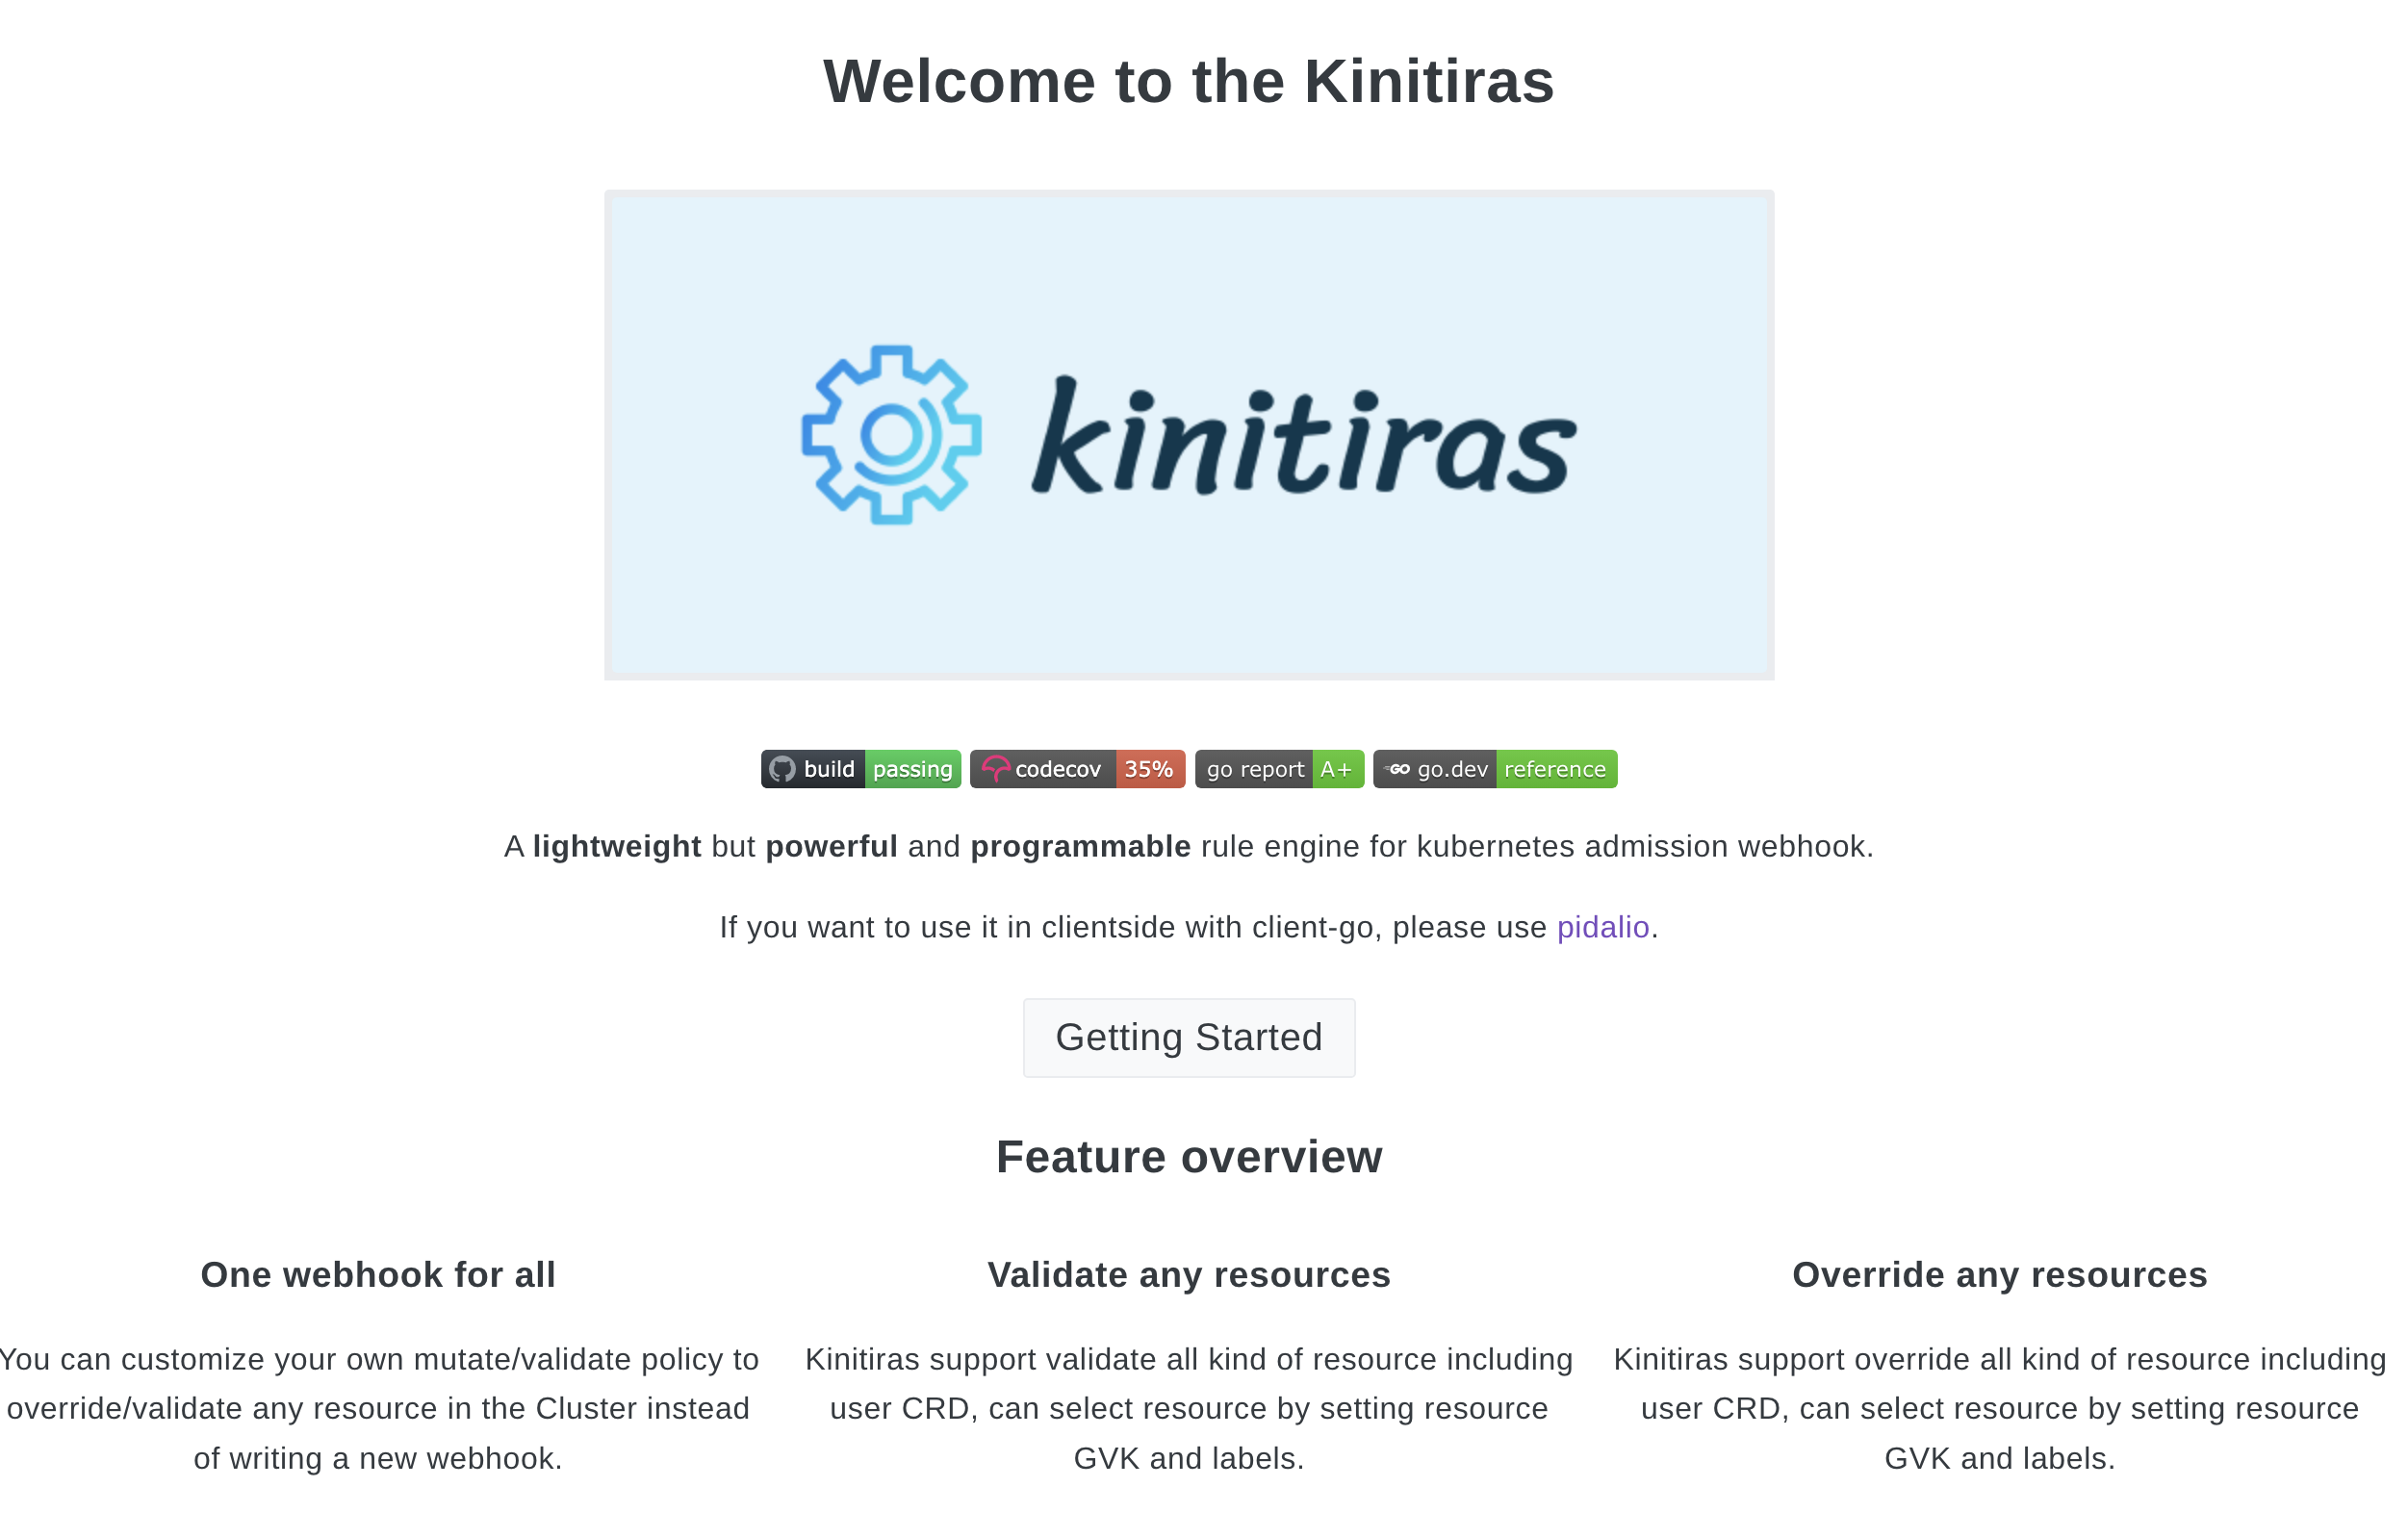 Welcome to the Kinitiras
kinitiras
build passing codecov 35% go report A+ GO go.dev reference
A lightweight but powerful and programmable rule engine for kubernetes admission webhook.
If you want to use it in clientside with client-go, please use pidalio.
Getting Started
Feature overview
One webhook for all
You can customize your own mutate/validate policy to
override/validate any resource in the Cluster instead
of writing a new webhook.
Validate any resources
Kinitiras support validate all kind of resource including
user CRD, can select resource by setting resource
GVK and labels.
Override any resources
Kinitiras support override all kind of resource including
user CRD, can select resource by setting resource
GVK and labels.